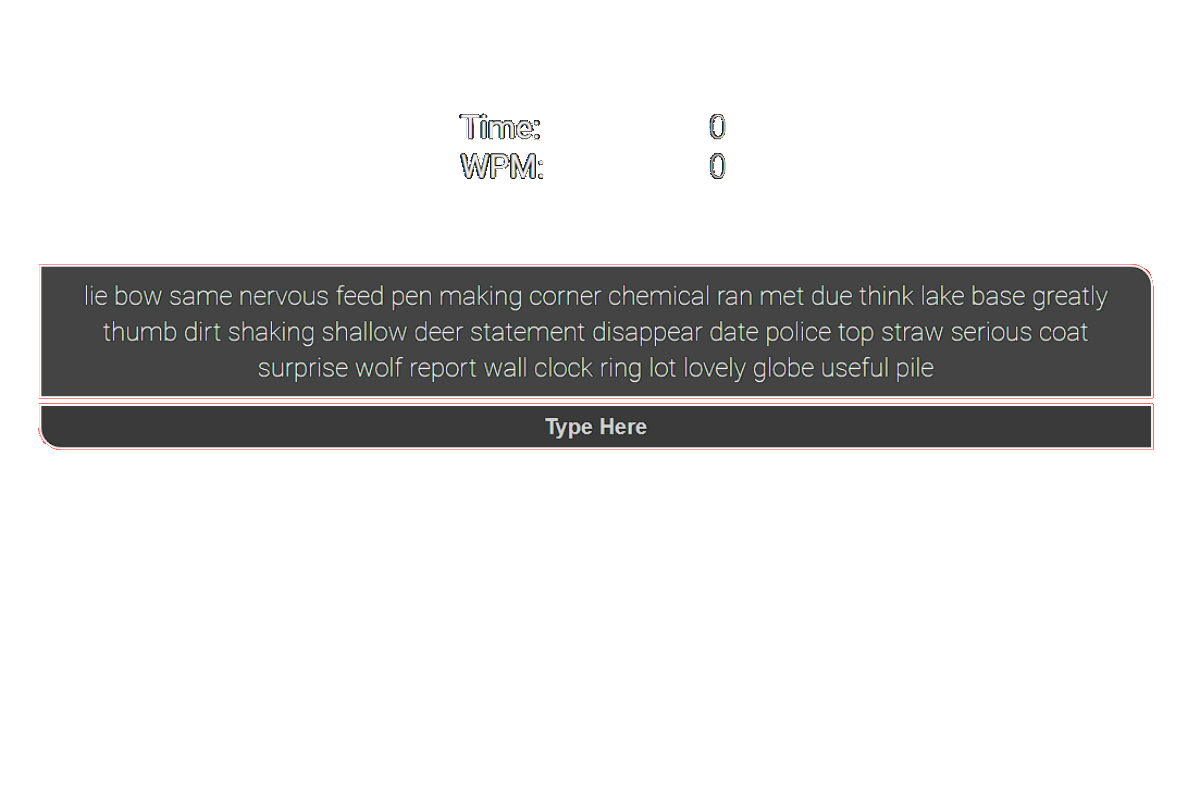 Time: 0
WPM: 0
lie bow same nervous feed pen making corner chemical ran met due think lake base greatly
thumb dirt shaking shallow deer statement disappear date police top straw serious coat
surprise wolf report wall clock ring lot lovely globe useful pile
Type Here